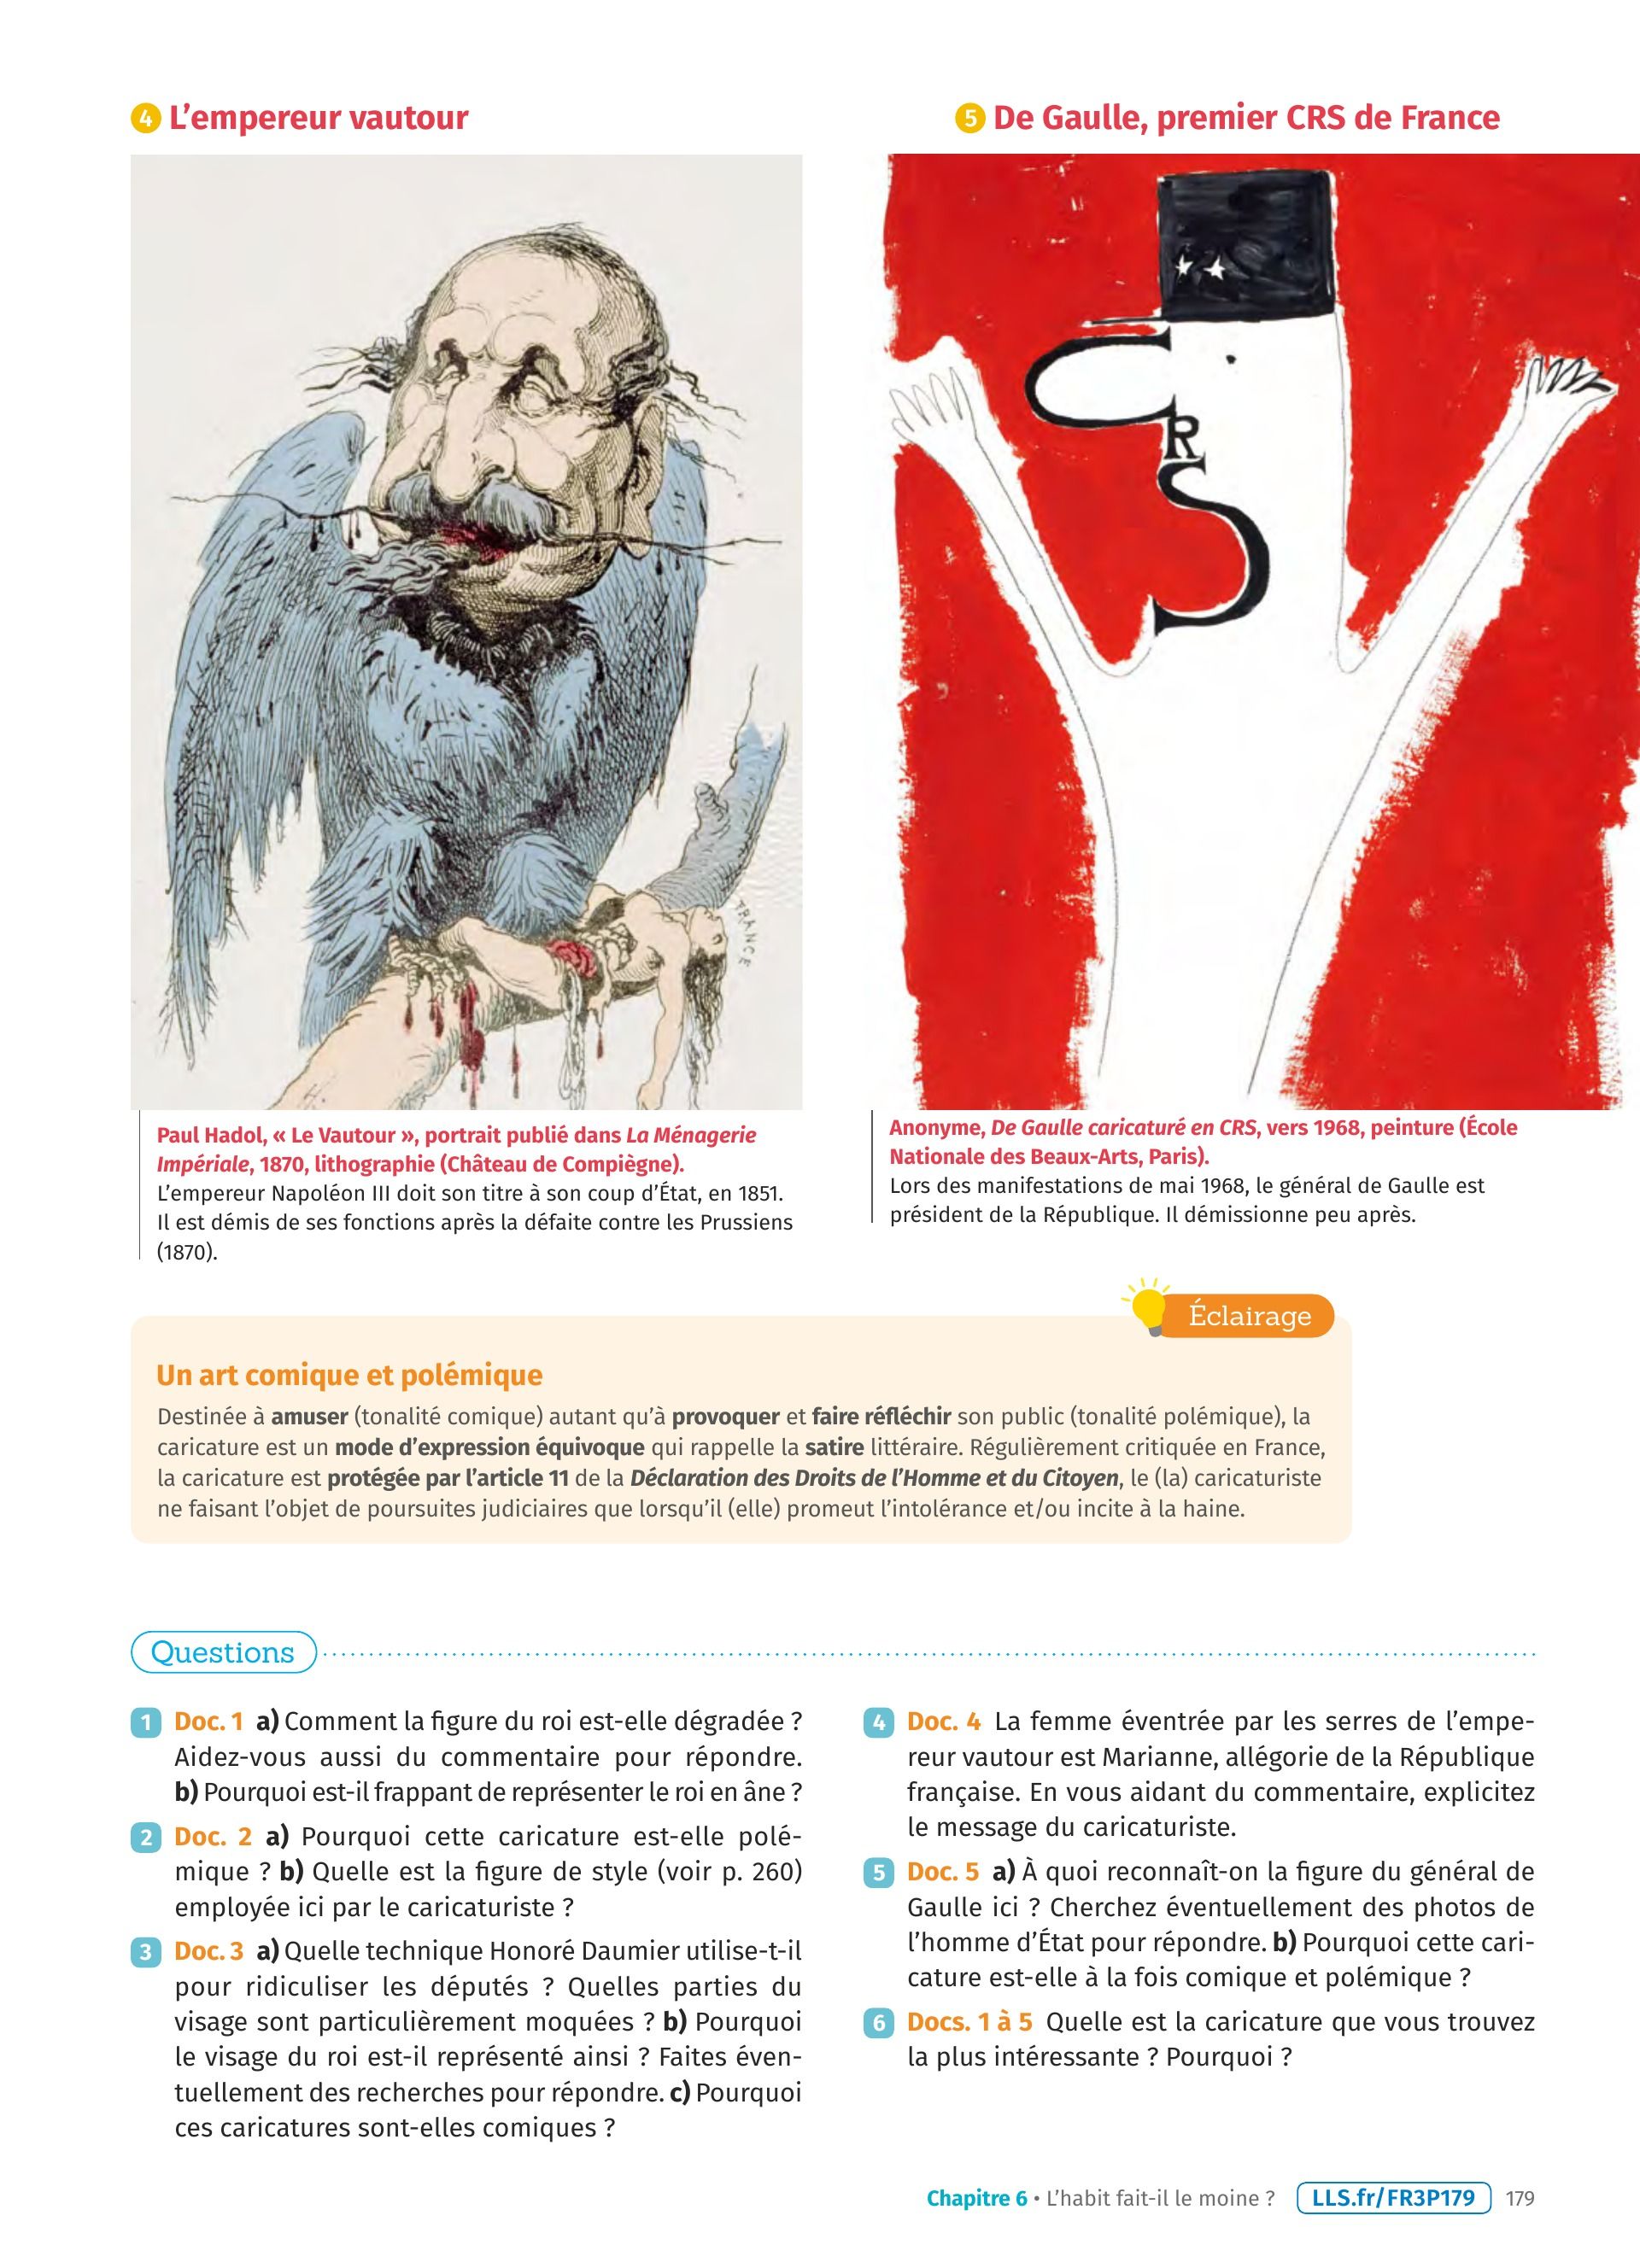 4 L'empereur vautour
FRANCE
Paul Hadol, « Le Vautour », portrait publié dans La Ménagerie
Impériale, 1870, lithographie (Château de Compiègne).
L'empereur Napoléon III doit son titre à son coup d'État, en 1851.
Il est démis de ses fonctions après la défaite contre les Prussiens
(1870).
5 De Gaulle, premier CRS de France
C
R
S
Anonyme, De Gaulle caricaturé en CRS, vers 1968, peinture (École
Nationale des Beaux-Arts, Paris).
Lors des manifestations de mai 1968, le général de Gaulle est
président de la République. Il démissionne peu après.
Éclairage
Un art comique et polémique
Destinée à amuser (tonalité comique) autant qu'à provoquer et faire réfléchir son public (tonalité polémique), la
caricature est un mode d'expression équivoque qui rappelle la satire littéraire. Régulièrement critiquée en France,
la caricature est protégée par l'article 11 de la Déclaration des Droits de l'Homme et du Citoyen, le (la) caricaturiste
ne faisant l'objet de poursuites judiciaires que lorsqu'il (elle) promeut l'intolérance et/ou incite à la haine.
Questions
1 Doc. 1 a) Comment la figure du roi est-elle dégradée ?
Aidez-vous aussi du commentaire pour répondre.
b) Pourquoi est-il frappant de représenter le roi en âne ?
2 Doc. 2 a) Pourquoi cette caricature est-elle polé-
mique ? b) Quelle est la figure de style (voir p. 260)
employée ici par le caricaturiste ?
3 Doc. 3 a) Quelle technique Honoré Daumier utilise-t-il
pour ridiculiser les députés ? Quelles parties du
visage sont particulièrement moquées ? b) Pourquoi
le visage du roi est-il représenté ainsi ? Faites éven-
tuellement des recherches pour répondre. c) Pourquoi
ces caricatures sont-elles comiques ?
4 Doc. 4 La femme éventrée par les serres de l'empe-
reur vautour est Marianne, allégorie de la République
française. En vous aidant du commentaire, explicitez
le message du caricaturiste.
5 Doc. 5 a) À quoi reconnaît-on la figure du général de
Gaulle ici ? Cherchez éventuellement des photos de
l'homme d'État pour répondre. b) Pourquoi cette cari-
cature est-elle à la fois comique et polémique ?
6 Docs. 1 à 5 Quelle est la caricature que vous trouvez
la plus intéressante ? Pourquoi ?
Chapitre 6 • L'habit fait-il le moine ? LLS.fr/FR3P179 179